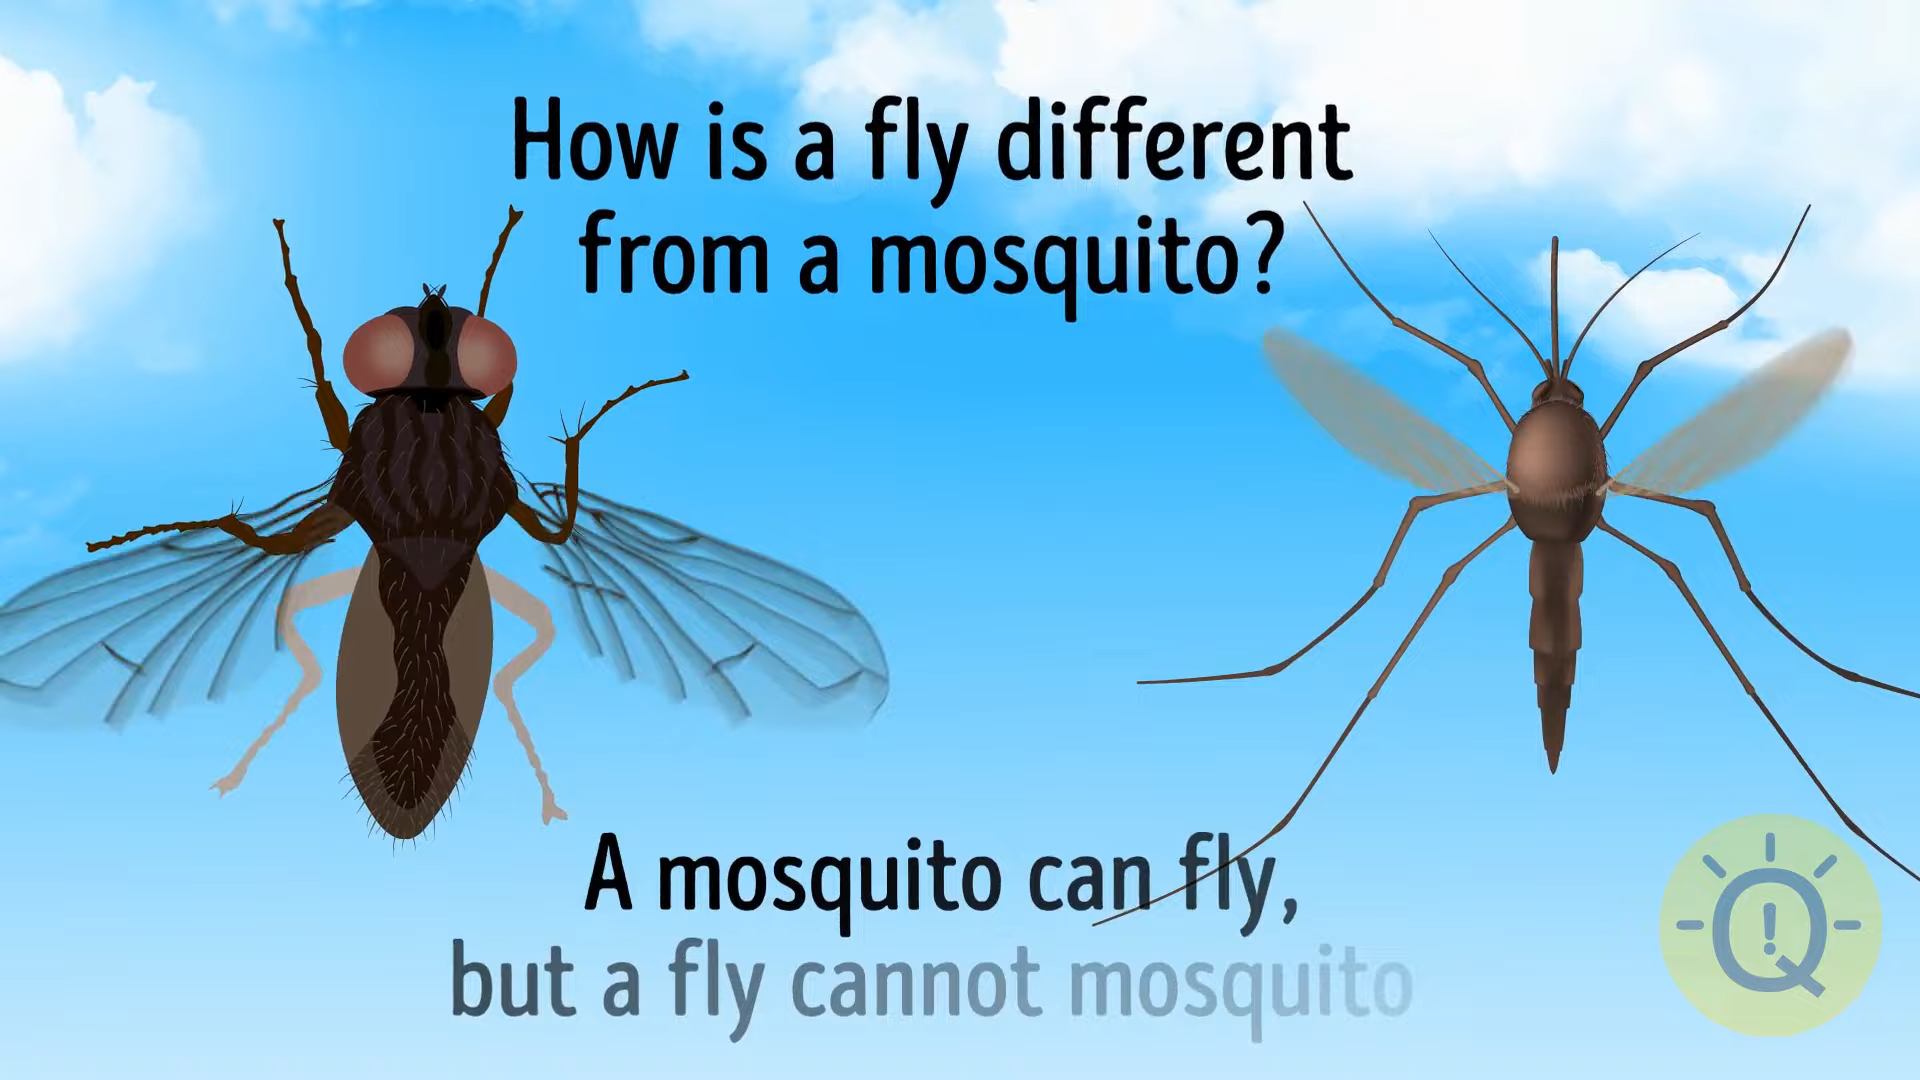 How is a fly different
from a mosquito?
A mosquito can fly,
but a fly cannot mosquito
Q!